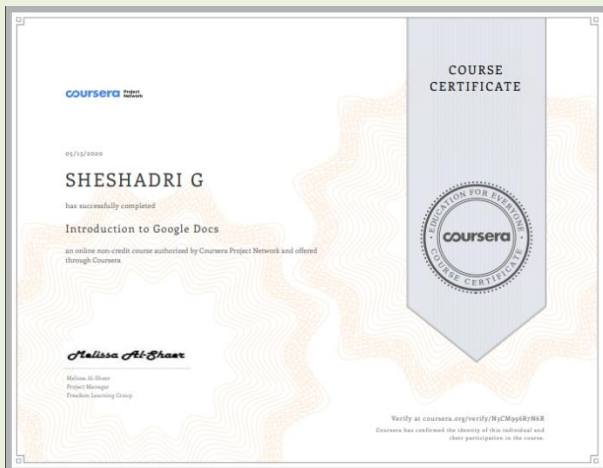 coursera Project Network
05/15/2020
SHESHADRI G
has successfully completed
Introduction to Google Docs
an online non-credit course authorized by Coursera Project Network and offered
through Coursera
Melissa Al-Shaer
Melissa Al-Shaer
Project Manager
Freedom Learning Group
COURSE
CERTIFICATE
EDUCATION FOR EVERYONE
coursera
COURSE CERTIFICATE
Verify at coursera.org/verify/N3CM996R7N6R
Coursera has confirmed the identity of this individual and
their participation in the course.